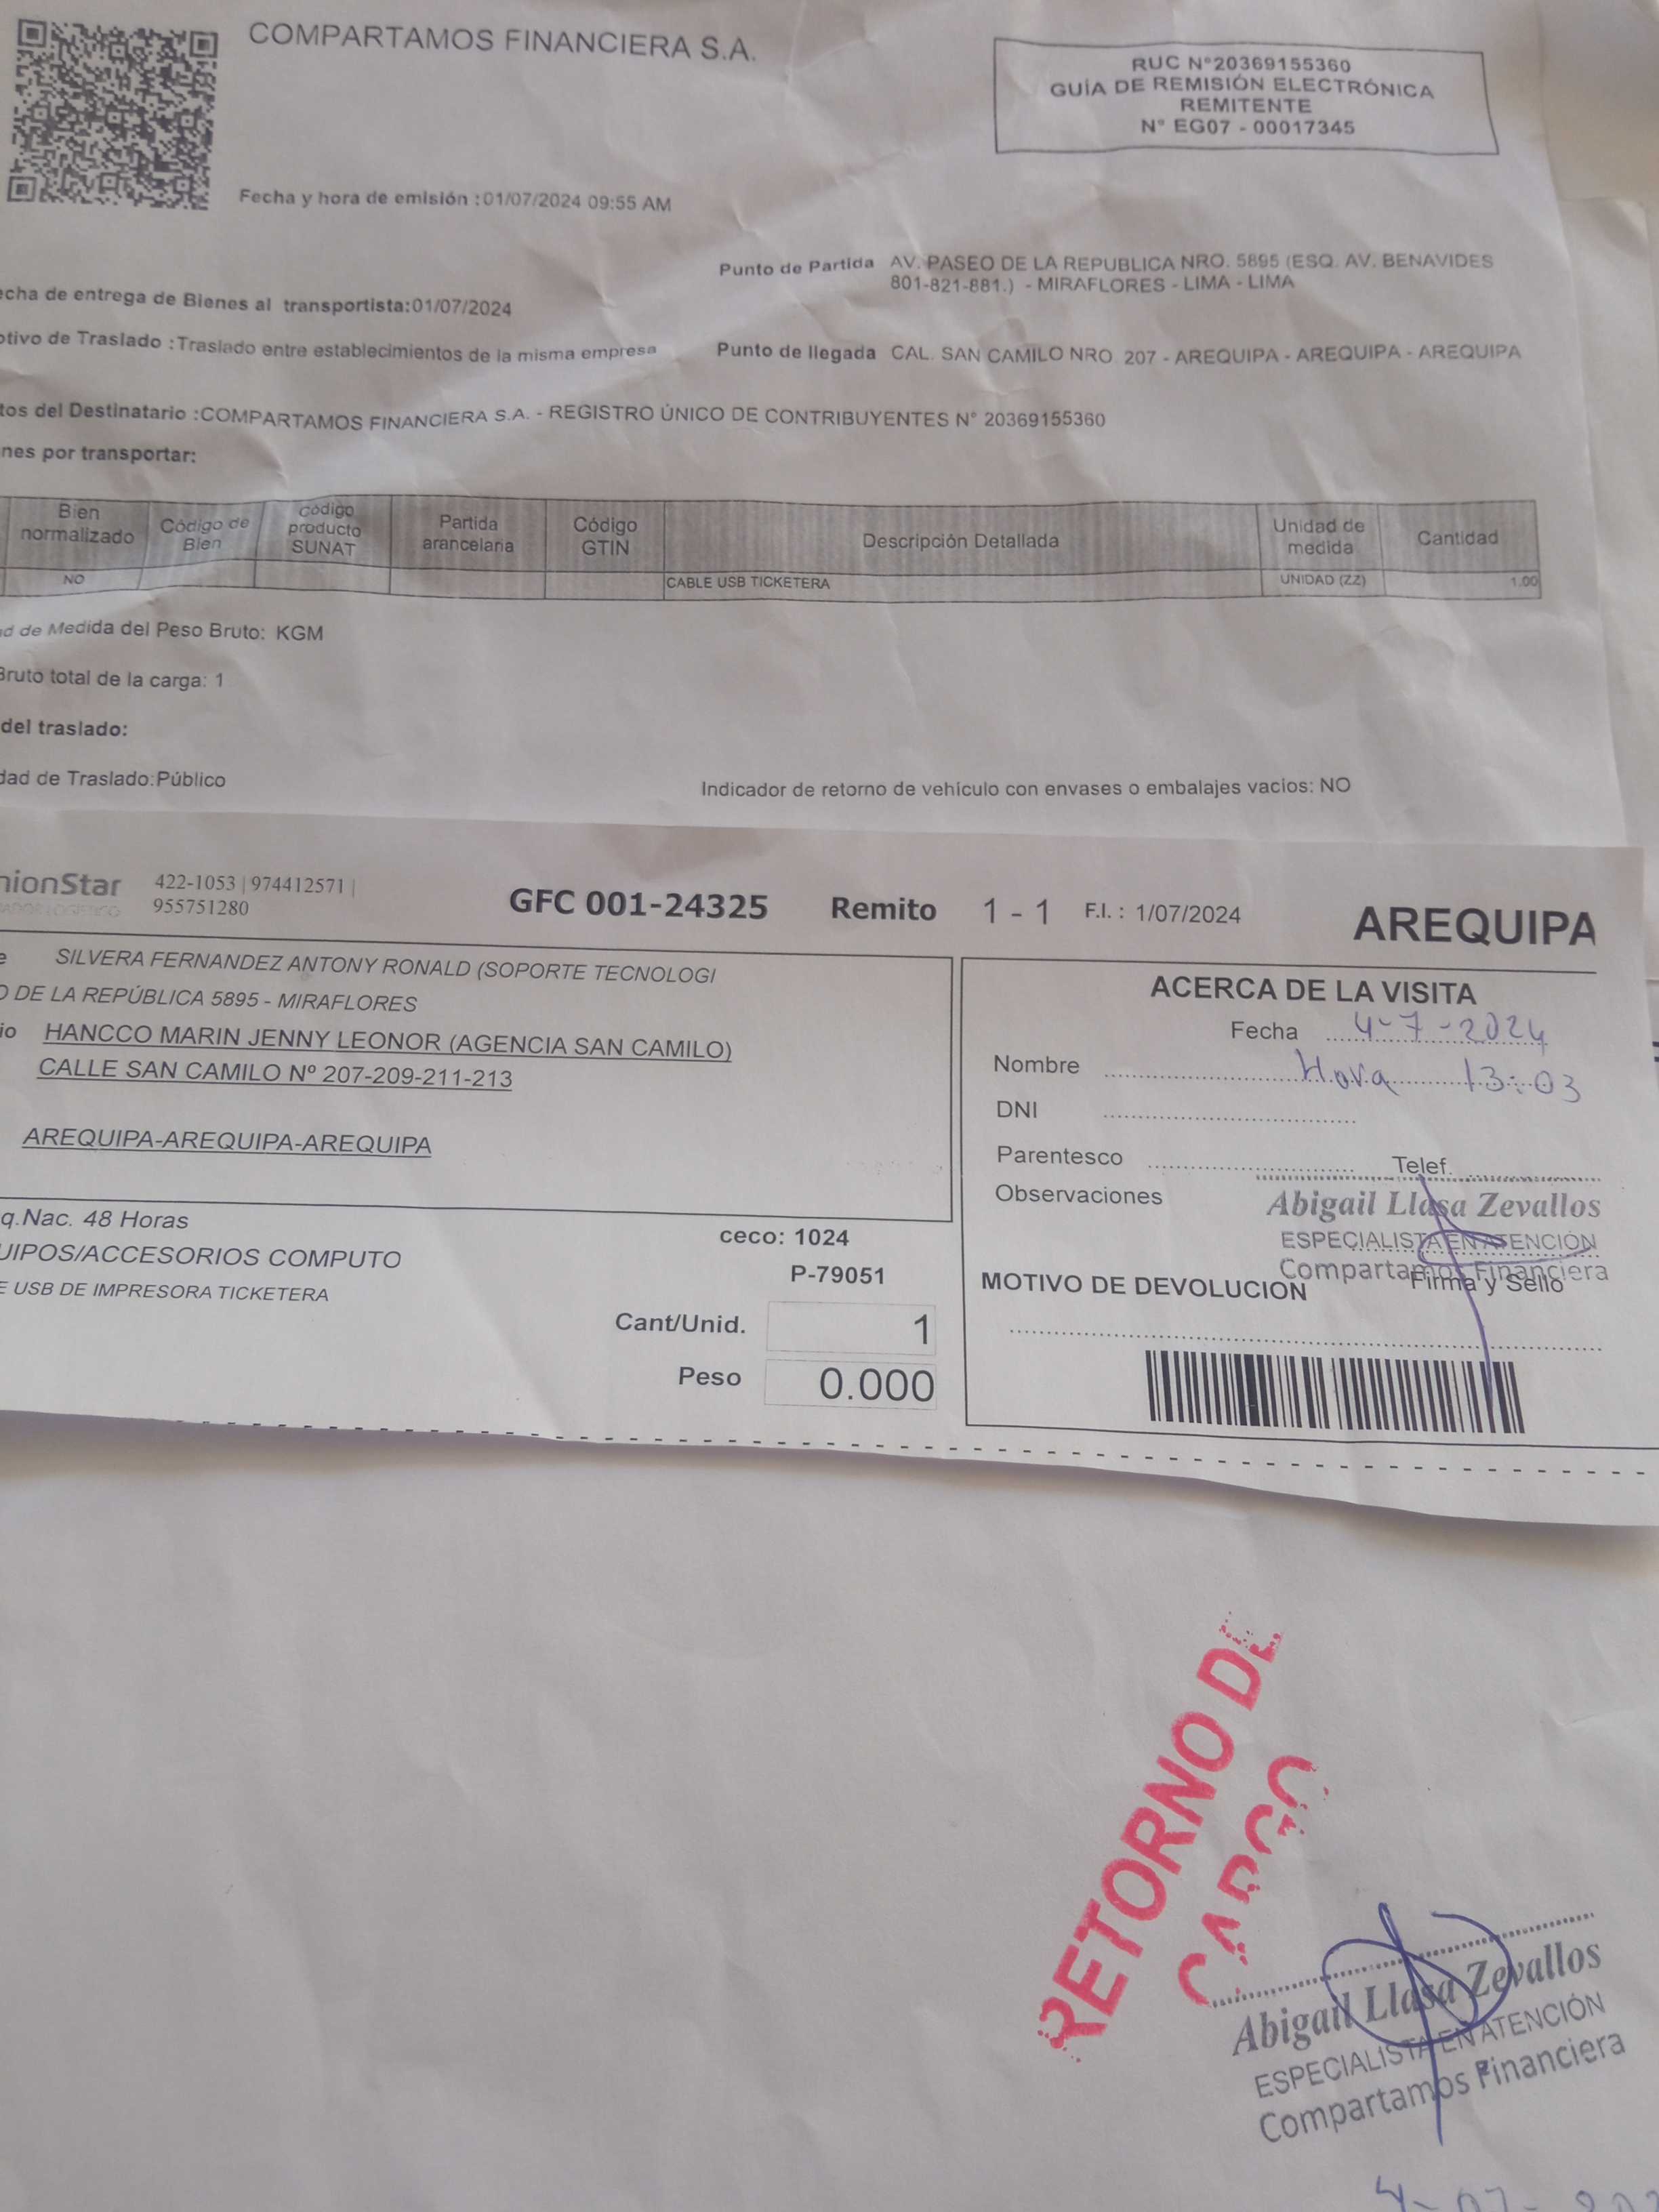 COMPARTAMOS FINANCIERA S.A.
RUC N°20369155360
GUÍA DE REMISIÓN ELECTRÓNICA
REMITENTE
N° EG07 - 00017345
Fecha y hora de emisión :01/07/2024 09:55 AM
Punto de Partida AV. PASEO DE LA REPUBLICA NRO. 5895 (ESQ. AV. BENAVIDES
801-821-881.) - MIRAFLORES - LIMA - LIMA
echa de entrega de Bienes al transportista:01/07/2024
otivo de Traslado :Traslado entre establecimientos de la misma empresa
Punto de llegada CAL. SAN CAMILO NRO. 207 - AREQUIPA - AREQUIPA - AREQUIPA
tos del Destinatario :COMPARTAMOS FINANCIERA S.A. - REGISTRO ÚNICO DE CONTRIBUYENTES N° 20369155360
nes por transportar:
Bien normalizado Código de Bien Código producto SUNAT Partida arancelaria Código GTIN Descripción Detallada Unidad de medida Cantidad
NO CABLE USB TICKETERA UNIDAD (ZZ) 1.00
ad de Medida del Peso Bruto: KGM
Bruto total de la carga: 1
del traslado:
dad de Traslado:Público
Indicador de retorno de vehículo con envases o embalajes vacios: NO
nionStar
422-1053 | 974412571 |
955751280
GFC 001-24325 Remito 1 - 1 F.I. : 1/07/2024 AREQUIPA
e SILVERA FERNANDEZ ANTONY RONALD (SOPORTE TECNOLOGI
O DE LA REPÚBLICA 5895 - MIRAFLORES
io HANCCO MARIN JENNY LEONOR (AGENCIA SAN CAMILO)
CALLE SAN CAMILO Nº 207-209-211-213
AREQUIPA-AREQUIPA-AREQUIPA
q.Nac. 48 Horas
UIPOS/ACCESORIOS COMPUTO
E USB DE IMPRESORA TICKETERA
ceco: 1024
P-79051
Cant/Unid. 1
Peso 0.000
ACERCA DE LA VISITA
Fecha 4-7-2024
Nombre Hora 13:03
DNI
Parentesco Telef.
Observaciones
Abigail Llasa Zevallos
ESPECIALISTA EN ATENCIÓN
Compartamos Financiera
Firma y Sello
MOTIVO DE DEVOLUCION
RETORNO DE
CARGO
Abigail Llasa Zevallos
ESPECIALISTA EN ATENCIÓN
Compartamos Financiera